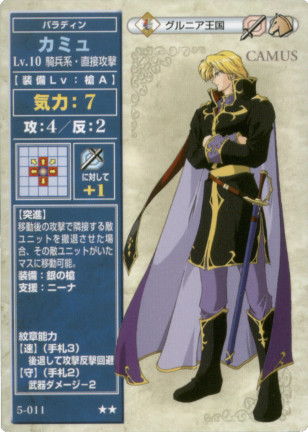 パラディン
カミュ
Lv.10 騎兵系・直接攻撃
【装備Lv：槍A】
気力：7
攻：4／反：2
に対して
+1
【突進】
移動後の攻撃で隣接する敵
ユニットを撤退させた場
合、その敵ユニットがいた
マスに移動可能。
装備：銀の槍
支援：ニーナ
紋章能力
【速】（手札3）
後退して攻撃反撃回避
【守】（手札2）
武器ダメージー2
5-011
★★
グルニア王国
CAMUS